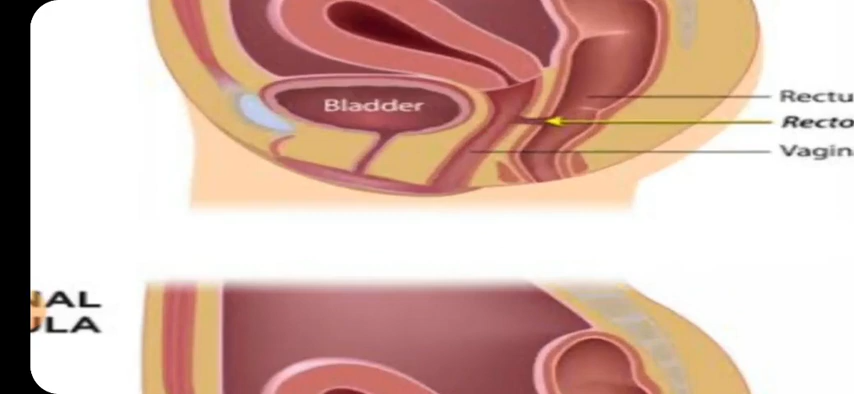 Bladder
Rectu
Recto
Vagin
NAL
ULA